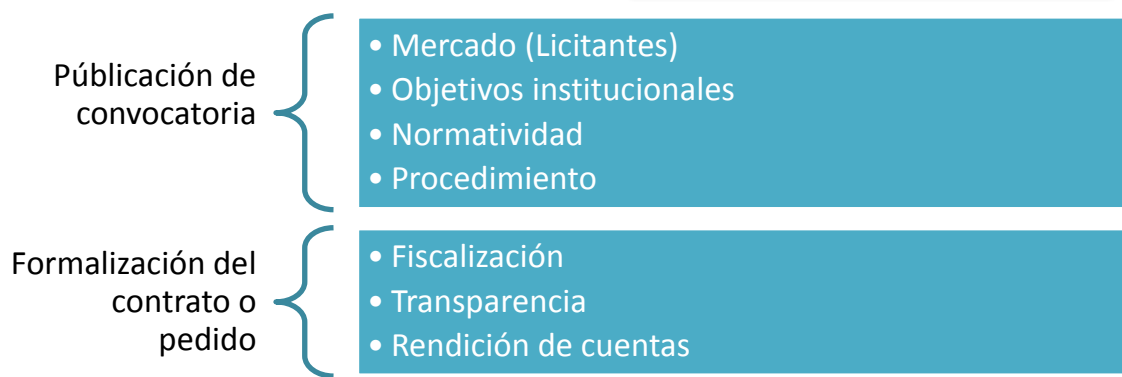 Públicación de
convocatoria
• Mercado (Licitantes)
• Objetivos institucionales
• Normatividad
• Procedimiento
Formalización del
contrato o
pedido
• Fiscalización
• Transparencia
• Rendición de cuentas